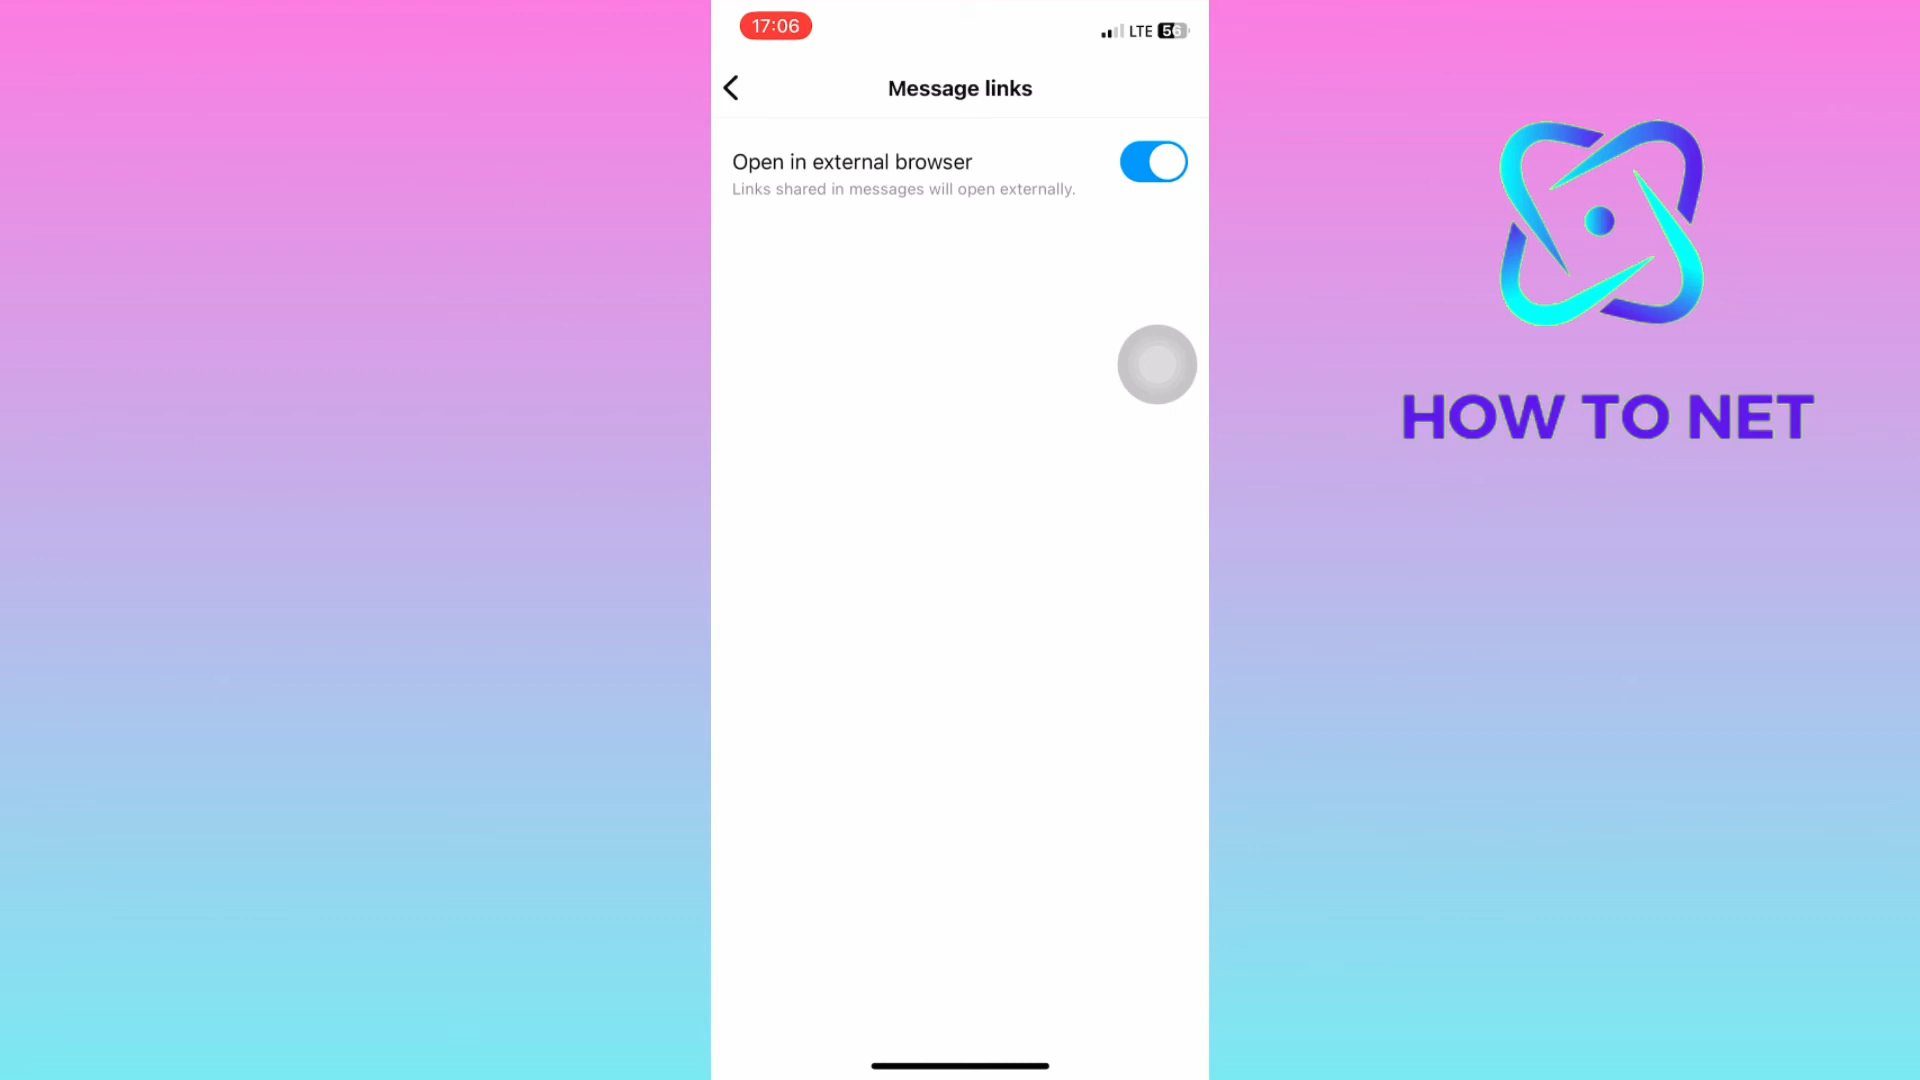 17:06
LTE 56
Message links
Open in external browser
Links shared in messages will open externally.
HOW TO NET